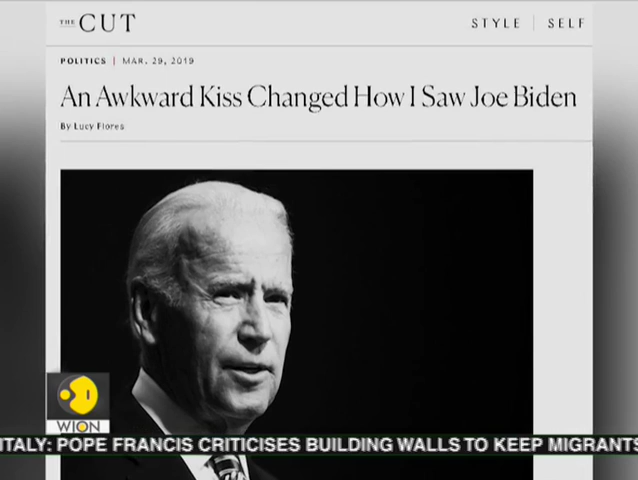 THE CUT
STYLE | SELF
POLITICS | MAR. 29, 2019
An Awkward Kiss Changed How I Saw Joe Biden
By Lucy Flores
WION
ITALY: POPE FRANCIS CRITICISES BUILDING WALLS TO KEEP MIGRANTS